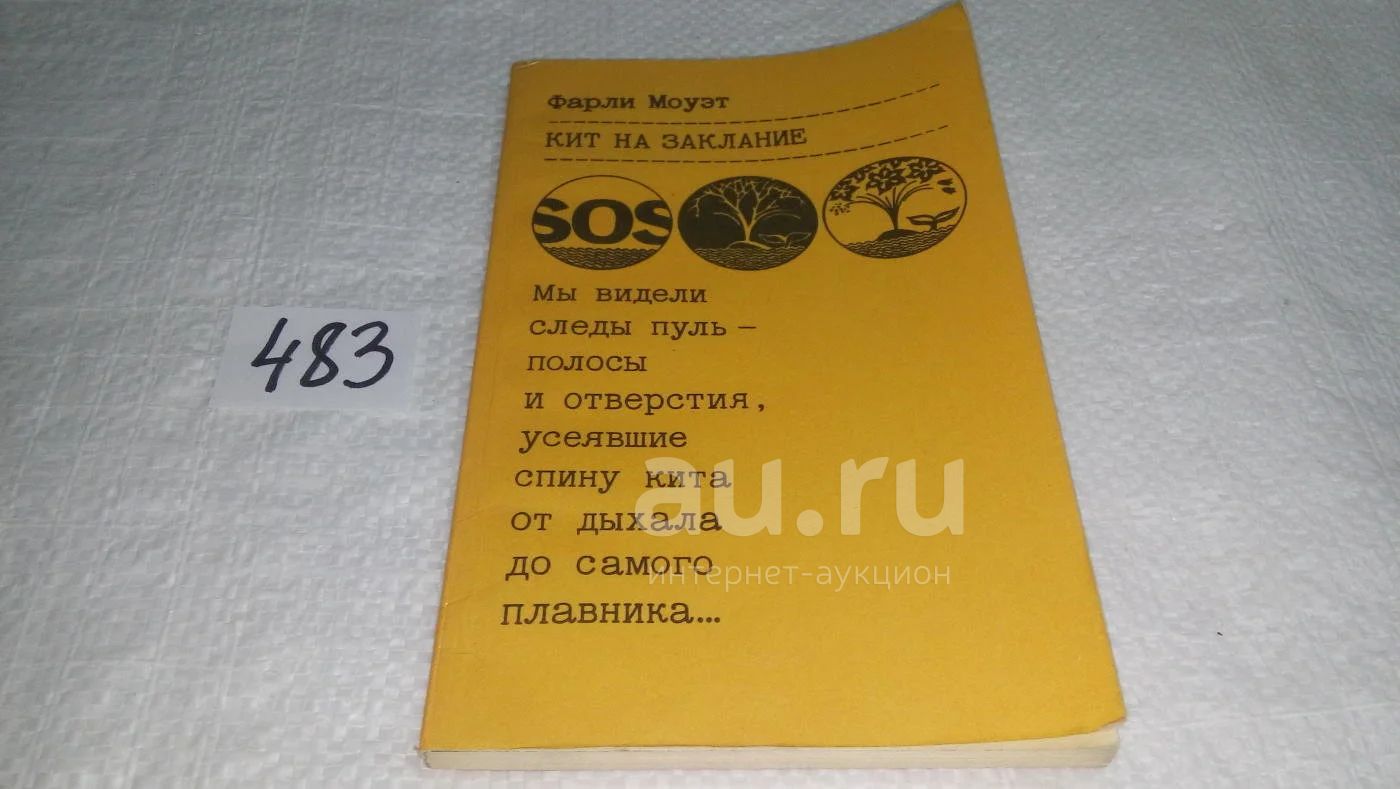 Фарли Моуэт
КИТ НА ЗАКЛАНИЕ
SOS
Мы видели
следы пуль –
полосы
и отверстия,
усеявшие
спину кита
от дыхала
до самого
плавника...
483
au.ru
интернет-аукцион